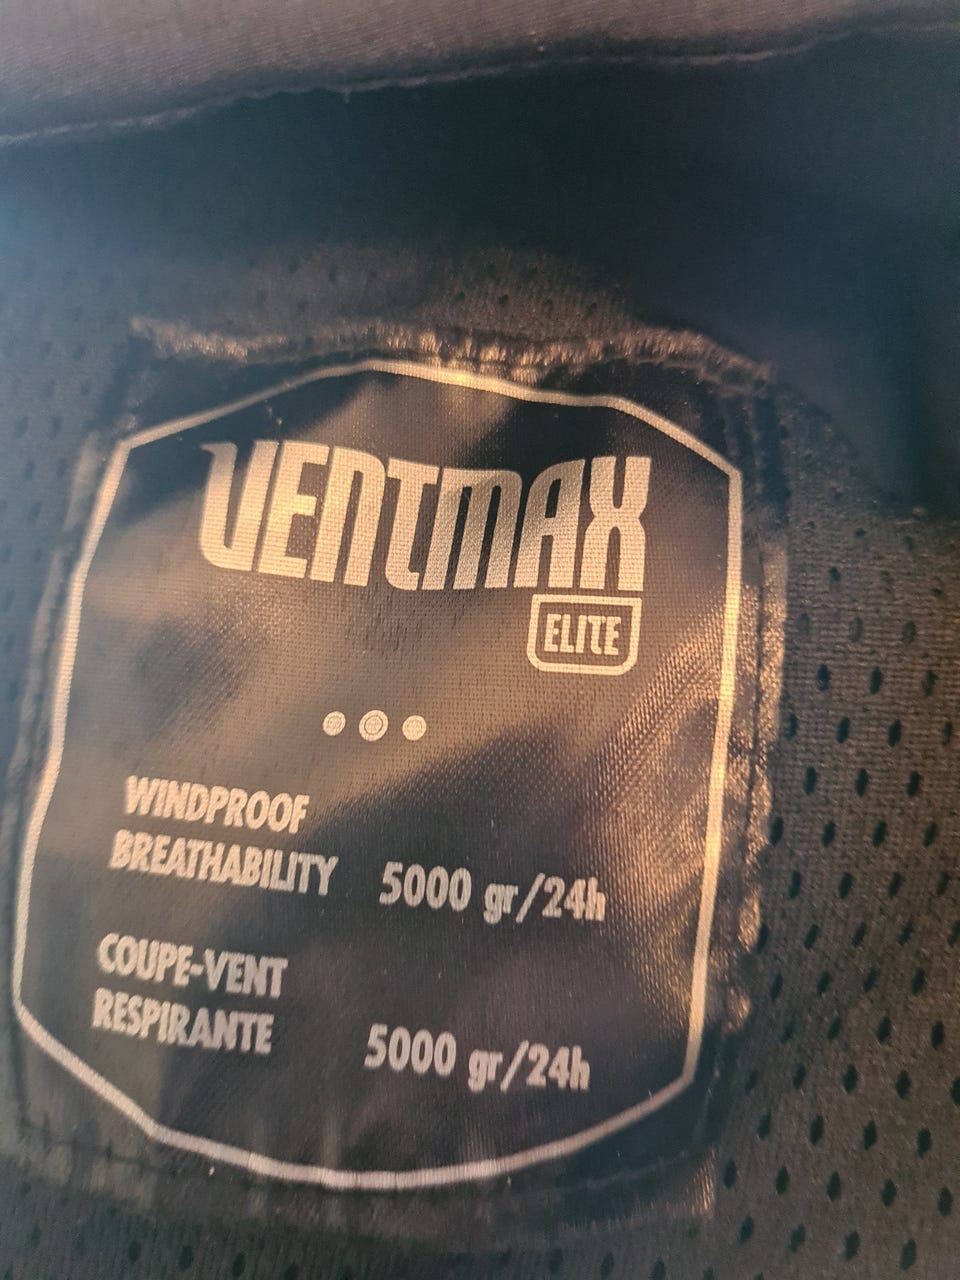 VENTMAX
ELITE
WINDPROOF
BREATHABILITY 5000 gr/24h
COUPE-VENT
RESPIRANTE 5000 gr/24h